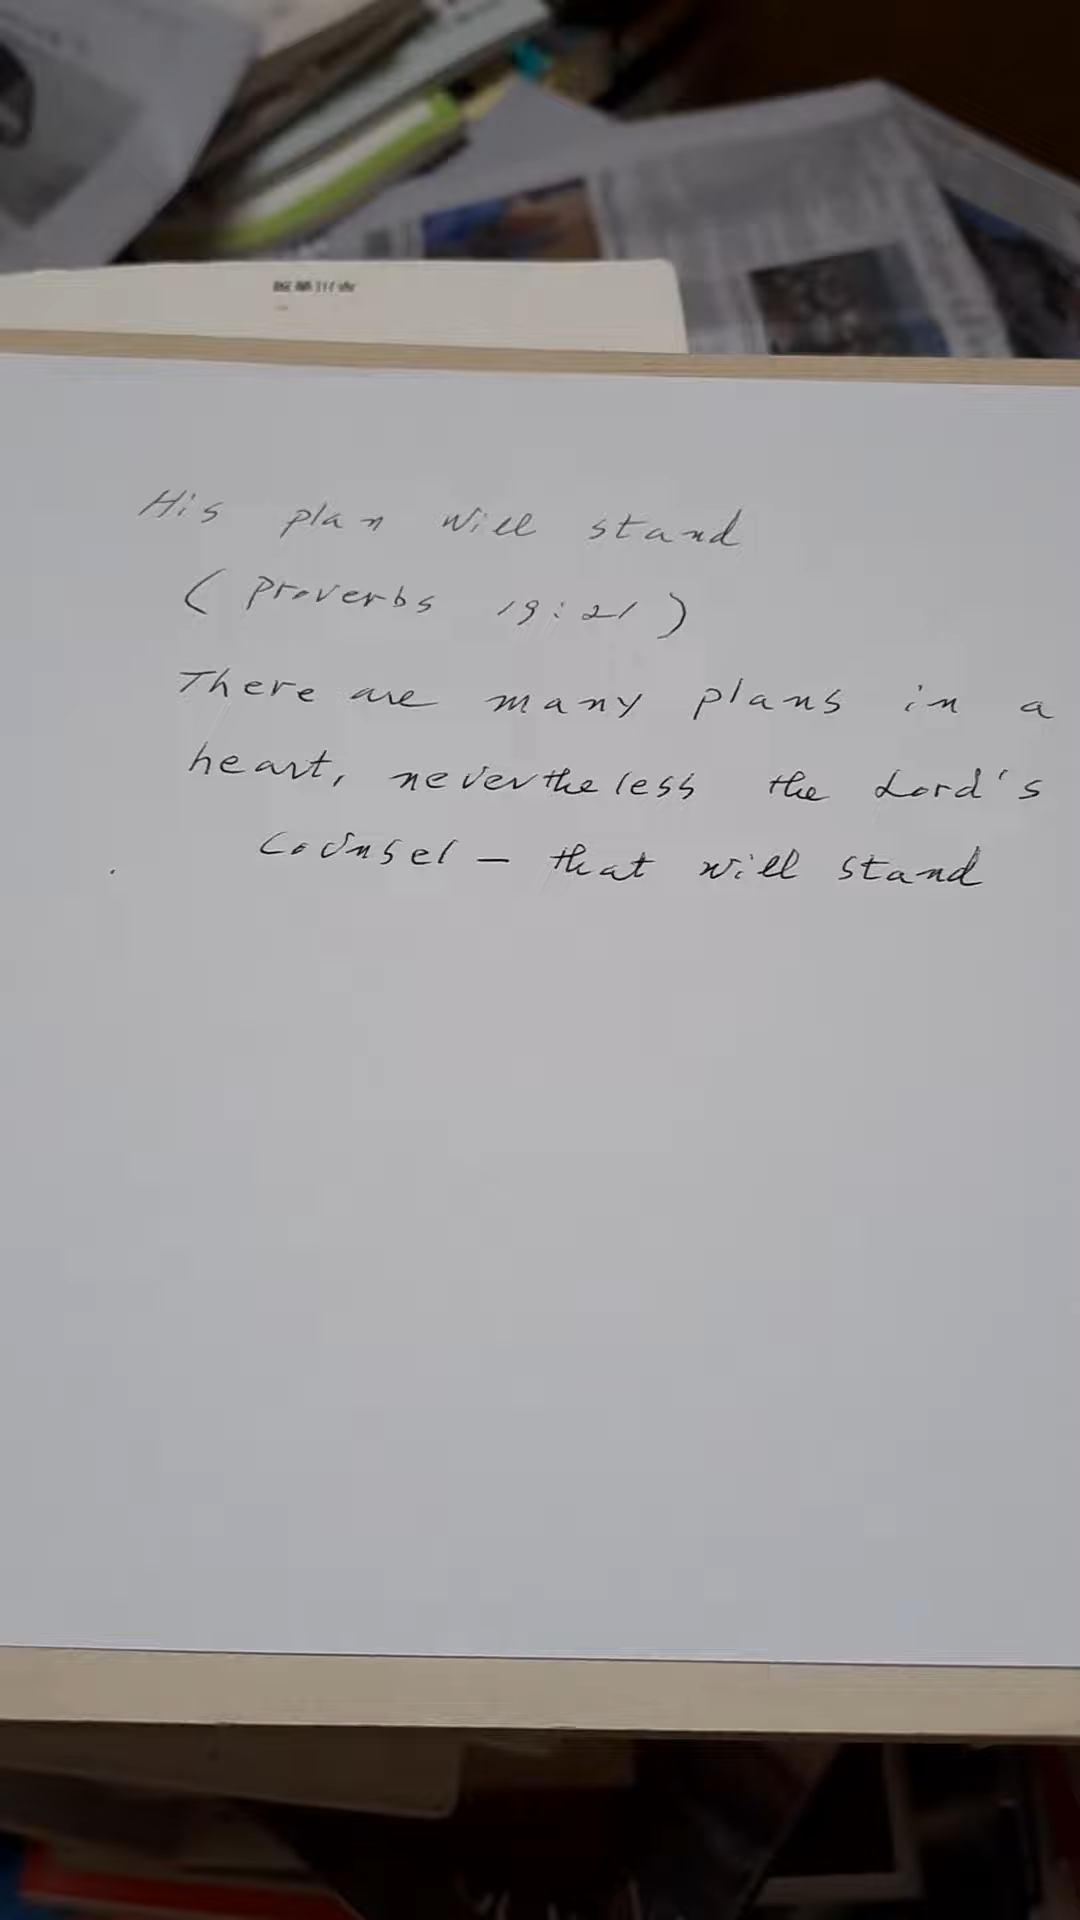 His plan will stand
( proverbs 19:21 )
There are many plans in a
heart, nevertheless the Lord's
Counsel — that will stand